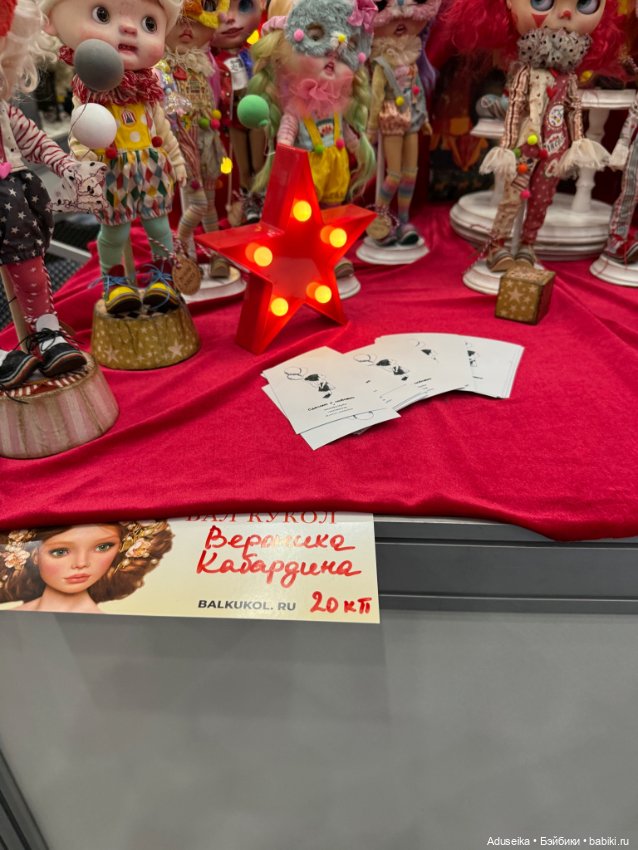 БАЛ КУКОЛ
Вероника
Кабардина
BALKUKOL.RU
20 кп
Aduseika • Бэйбики • babiki.ru